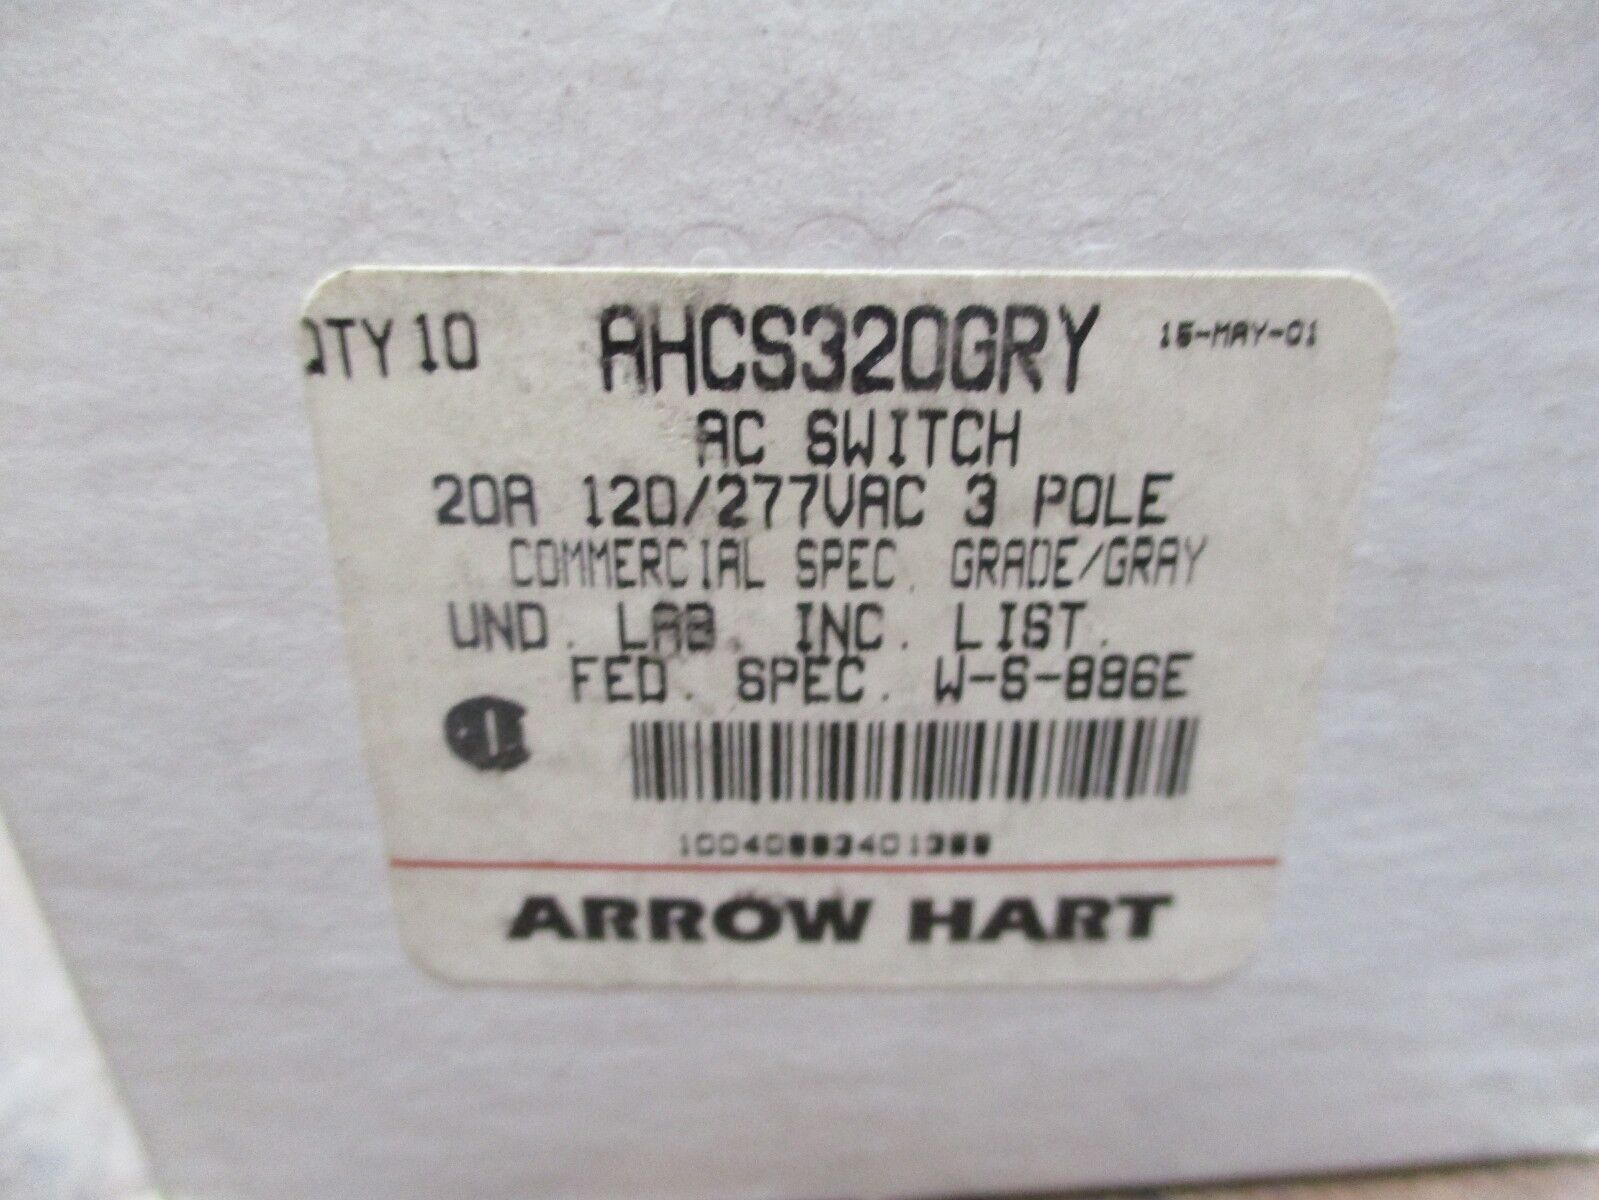 QTY 10 AHCS320GRY 15-MAY-01
AC SWITCH
20A 120/277VAC 3 POLE
COMMERCIAL SPEC. GRADE/GRAY
UND. LAB. INC. LIST.
FED. SPEC. W-S-896E
ARROW HART